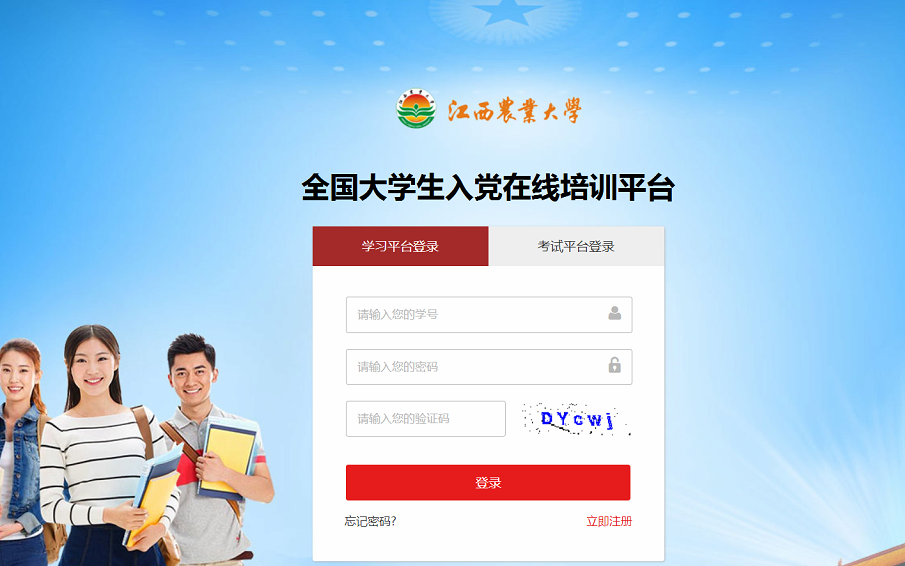 江西农业大学
全国大学生入党在线培训平台
学习平台登录 考试平台登录
请输入您的学号
请输入您的密码
请输入您的验证码 DYcwj
登录
忘记密码? 立即注册